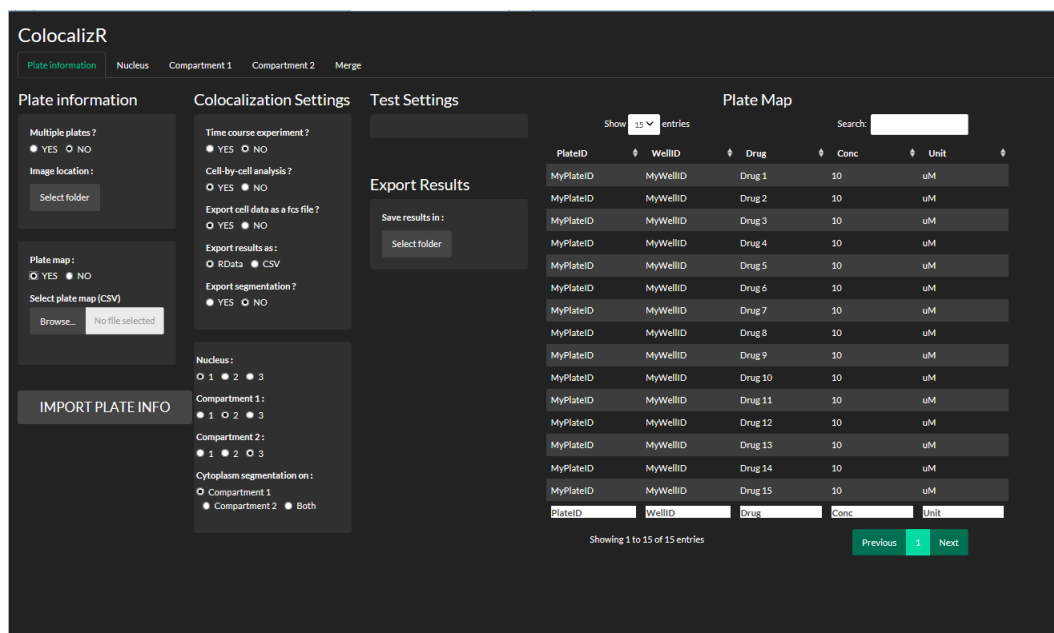 ColocalizR
Plate information Nucleus Compartment 1 Compartment 2 Merge
Plate information
Multiple plates ?
YES NO
Image location :
Select folder
Plate map :
YES NO
Select plate map (CSV)
Browse... No file selected
IMPORT PLATE INFO
Colocalization Settings
Time course experiment ?
YES NO
Cell-by-cell analysis ?
YES NO
Export cell data as a fcs file ?
YES NO
Export results as :
RData CSV
Export segmentation ?
YES NO
Nucleus :
1 2 3
Compartment 1 :
1 2 3
Compartment 2 :
1 2 3
Cytoplasm segmentation on :
Compartment 1
Compartment 2 Both
Test Settings
Export Results
Save results in :
Select folder
Plate Map
Show 15 entries Search:
PlateID WellID Drug Conc Unit
MyPlateID MyWellID Drug 1 10 uM
MyPlateID MyWellID Drug 2 10 uM
MyPlateID MyWellID Drug 3 10 uM
MyPlateID MyWellID Drug 4 10 uM
MyPlateID MyWellID Drug 5 10 uM
MyPlateID MyWellID Drug 6 10 uM
MyPlateID MyWellID Drug 7 10 uM
MyPlateID MyWellID Drug 8 10 uM
MyPlateID MyWellID Drug 9 10 uM
MyPlateID MyWellID Drug 10 10 uM
MyPlateID MyWellID Drug 11 10 uM
MyPlateID MyWellID Drug 12 10 uM
MyPlateID MyWellID Drug 13 10 uM
MyPlateID MyWellID Drug 14 10 uM
MyPlateID MyWellID Drug 15 10 uM
PlateID WellID Drug Conc Unit
Showing 1 to 15 of 15 entries Previous 1 Next